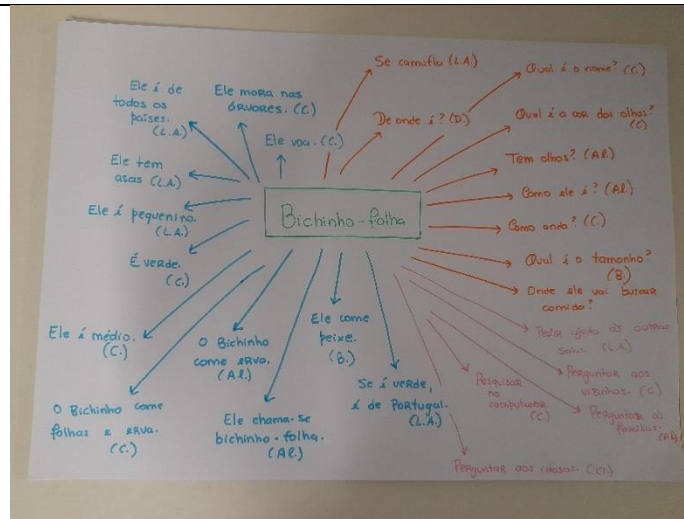 Se camufla (L.A.)
Qual é o nome? (C.)
Ele é de
todos os
países.
(L.A.)
Ele mora nas
árvores. (C.)
De onde é? (D.)
Qual é a cor dos olhos?
(C)
Ele voa. (C.)
Tem olhos? (Al.)
Ele tem
asas (L.A.)
Como ele é? (Al.)
Ele é pequenino.
(L.A.)
Bichinho-folha
Como anda? (C.)
É verde.
(C.)
Qual é o tamanho?
(B.)
Onde ele vai buscar
comida?
Ele é médio.
(C.)
O Bichinho
come erva.
(Al.)
Ele come
peixe.
(B.)
Pedir ajuda às outras
salas. (L.A.)
Se é verde,
é de Portugal.
(L.A.)
Pesquisar
no
computador
(C.)
Perguntar aos
vizinhos. (C)
Perguntar às
famílias.
(Al.)
O Bichinho come
folhas e erva.
(C.)
Ele chama-se
bichinho-folha.
(Al.)
Perguntar aos